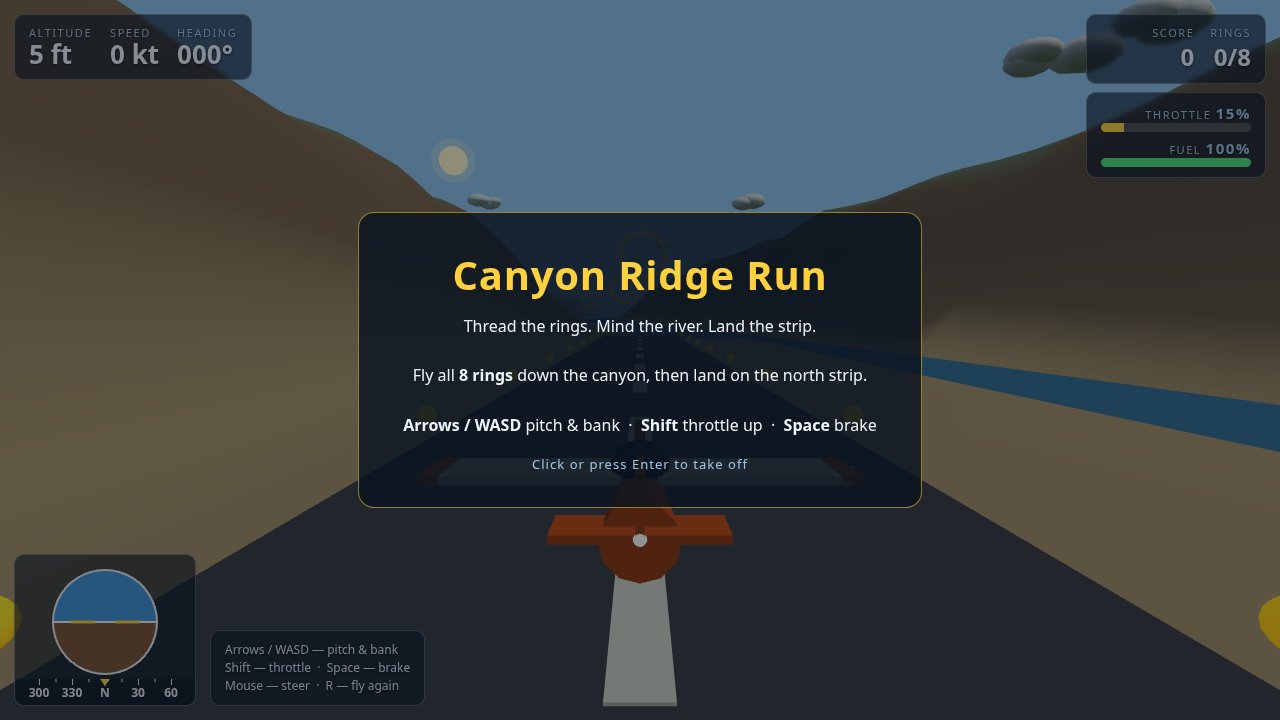 ALTITUDE SPEED HEADING
5 ft 0 kt 000°
SCORE RINGS
0 0/8
THROTTLE 15%
FUEL 100%
Canyon Ridge Run
Thread the rings. Mind the river. Land the strip.
Fly all 8 rings down the canyon, then land on the north strip.
Arrows / WASD pitch & bank · Shift throttle up · Space brake
Click or press Enter to take off
300 330 N 30 60
Arrows / WASD — pitch & bank
Shift — throttle · Space — brake
Mouse — steer · R — fly again